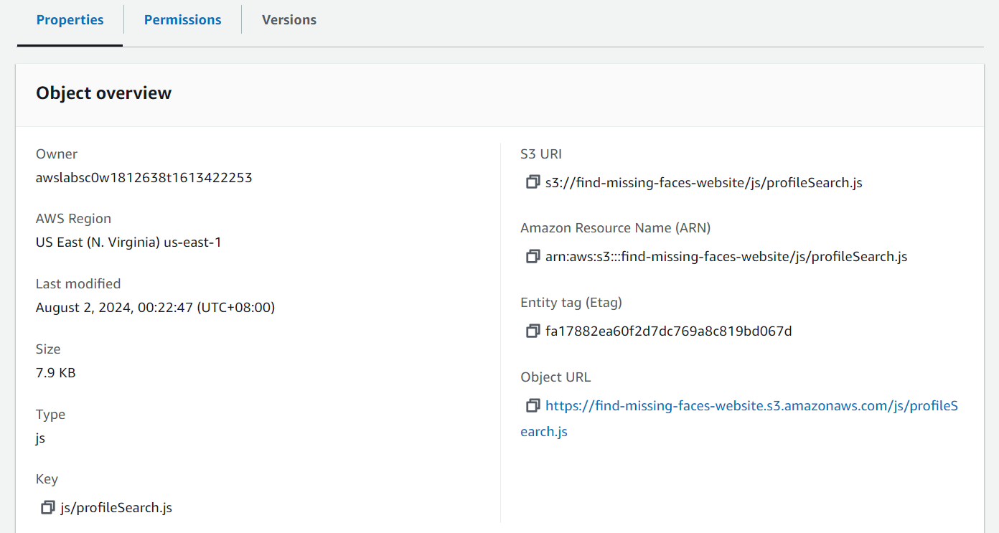 Properties
Permissions
Versions
Object overview
Owner
awslabsc0w1812638t1613422253
AWS Region
US East (N. Virginia) us-east-1
Last modified
August 2, 2024, 00:22:47 (UTC+08:00)
Size
7.9 KB
Type
js
Key
js/profileSearch.js
S3 URI
s3://find-missing-faces-website/js/profileSearch.js
Amazon Resource Name (ARN)
arn:aws:s3:::find-missing-faces-website/js/profileSearch.js
Entity tag (Etag)
fa17882ea60f2d7dc769a8c819bd067d
Object URL
https://find-missing-faces-website.s3.amazonaws.com/js/profileS
earch.js